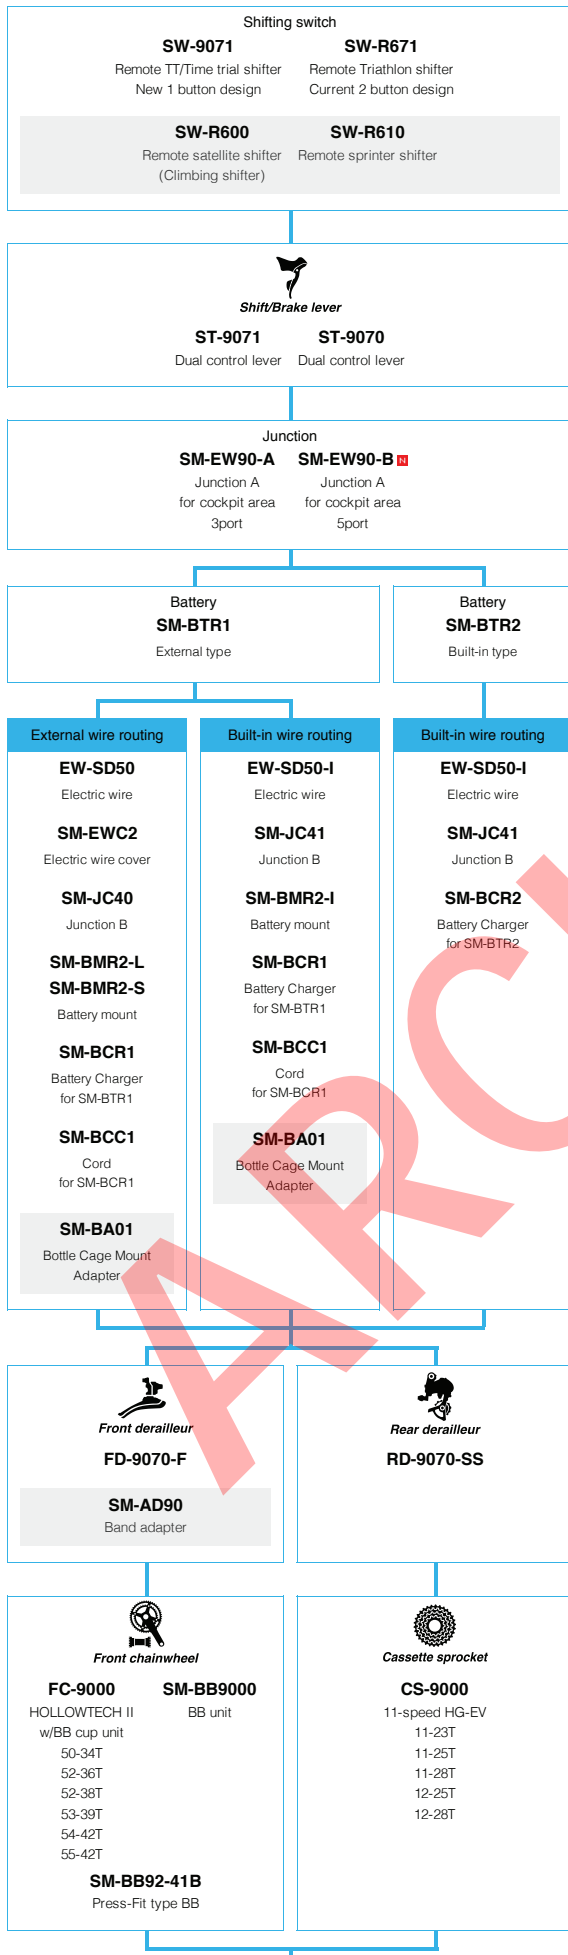 Shifting switch
SW-9071
Remote TT/Time trial shifter
New 1 button design
SW-R671
Remote Triathlon shifter
Current 2 button design
SW-R600
Remote satellite shifter
(Climbing shifter)
SW-R610
Remote sprinter shifter
Shift/Brake lever
ST-9071
Dual control lever
ST-9070
Dual control lever
Junction
SM-EW90-A
Junction A
for cockpit area
3port
SM-EW90-B N
Junction A
for cockpit area
5port
Battery
SM-BTR1
External type
Battery
SM-BTR2
Built-in type
External wire routing
EW-SD50
Electric wire
SM-EWC2
Electric wire cover
SM-JC40
Junction B
SM-BMR2-L
SM-BMR2-S
Battery mount
SM-BCR1
Battery Charger
for SM-BTR1
SM-BCC1
Cord
for SM-BCR1
SM-BA01
Bottle Cage Mount
Adapter
Built-in wire routing
EW-SD50-I
Electric wire
SM-JC41
Junction B
SM-BMR2-I
Battery mount
SM-BCR1
Battery Charger
for SM-BTR1
SM-BCC1
Cord
for SM-BCR1
SM-BA01
Bottle Cage Mount
Adapter
Built-in wire routing
EW-SD50-I
Electric wire
SM-JC41
Junction B
SM-BCR2
Battery Charger
for SM-BTR2
Front derailleur
FD-9070-F
SM-AD90
Band adapter
Rear derailleur
RD-9070-SS
Front chainwheel
FC-9000
HOLLOWTECH II
w/BB cup unit
50-34T
52-36T
52-38T
53-39T
54-42T
55-42T
SM-BB9000
BB unit
SM-BB92-41B
Press-Fit type BB
Cassette sprocket
CS-9000
11-speed HG-EV
11-23T
11-25T
11-28T
12-25T
12-28T